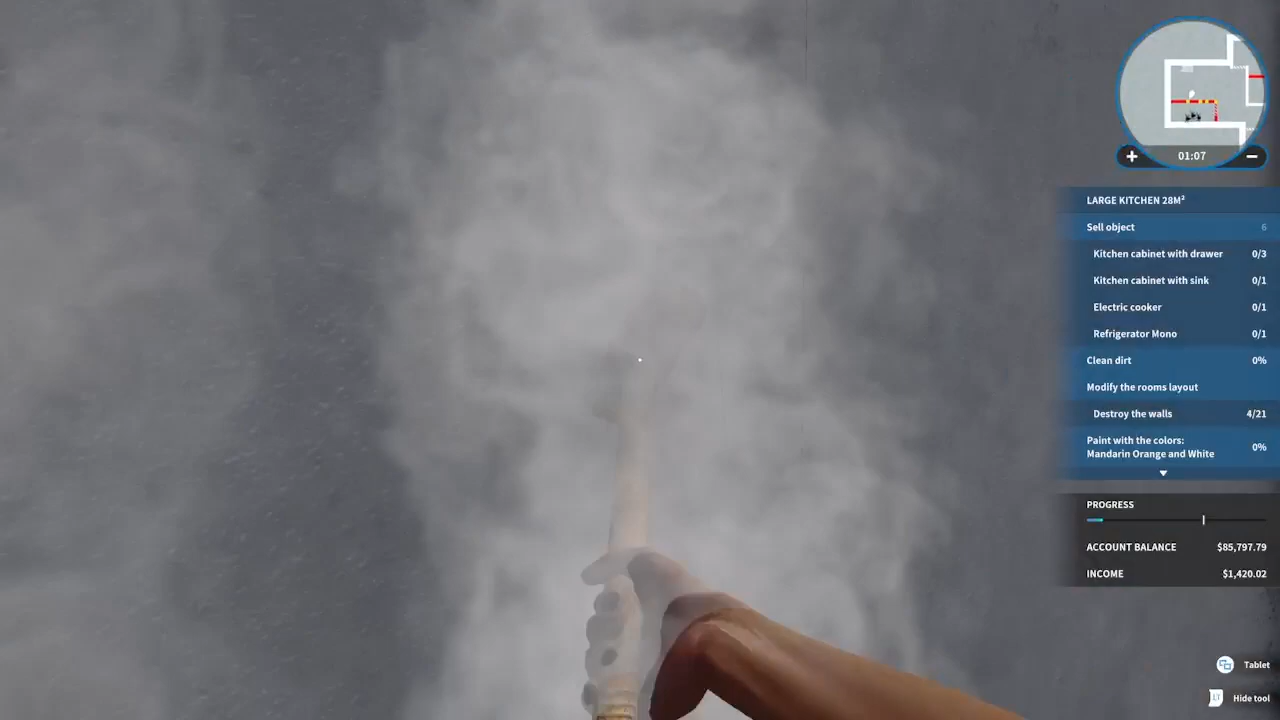 01:07
LARGE KITCHEN 28M²
Sell object 6
Kitchen cabinet with drawer 0/3
Kitchen cabinet with sink 0/1
Electric cooker 0/1
Refrigerator Mono 0/1
Clean dirt 0%
Modify the rooms layout
Destroy the walls 4/21
Paint with the colors:
Mandarin Orange and White 0%
PROGRESS
ACCOUNT BALANCE $85,797.79
INCOME $1,420.02
Tablet
Hide tool